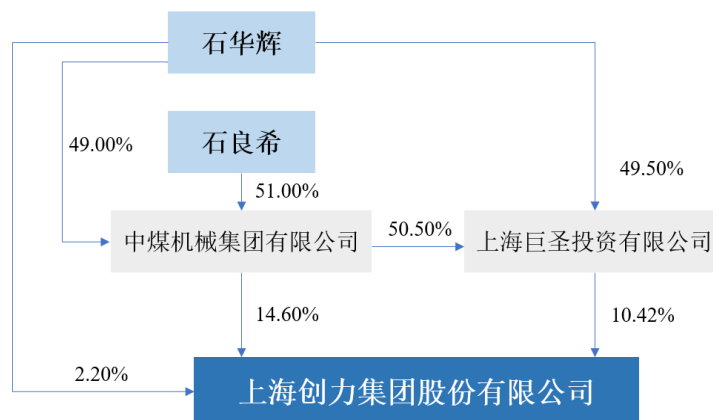 石华辉
49.00%
石良希
51.00%
49.50%
中煤机械集团有限公司
50.50%
上海巨圣投资有限公司
14.60%
10.42%
2.20%
上海创力集团股份有限公司